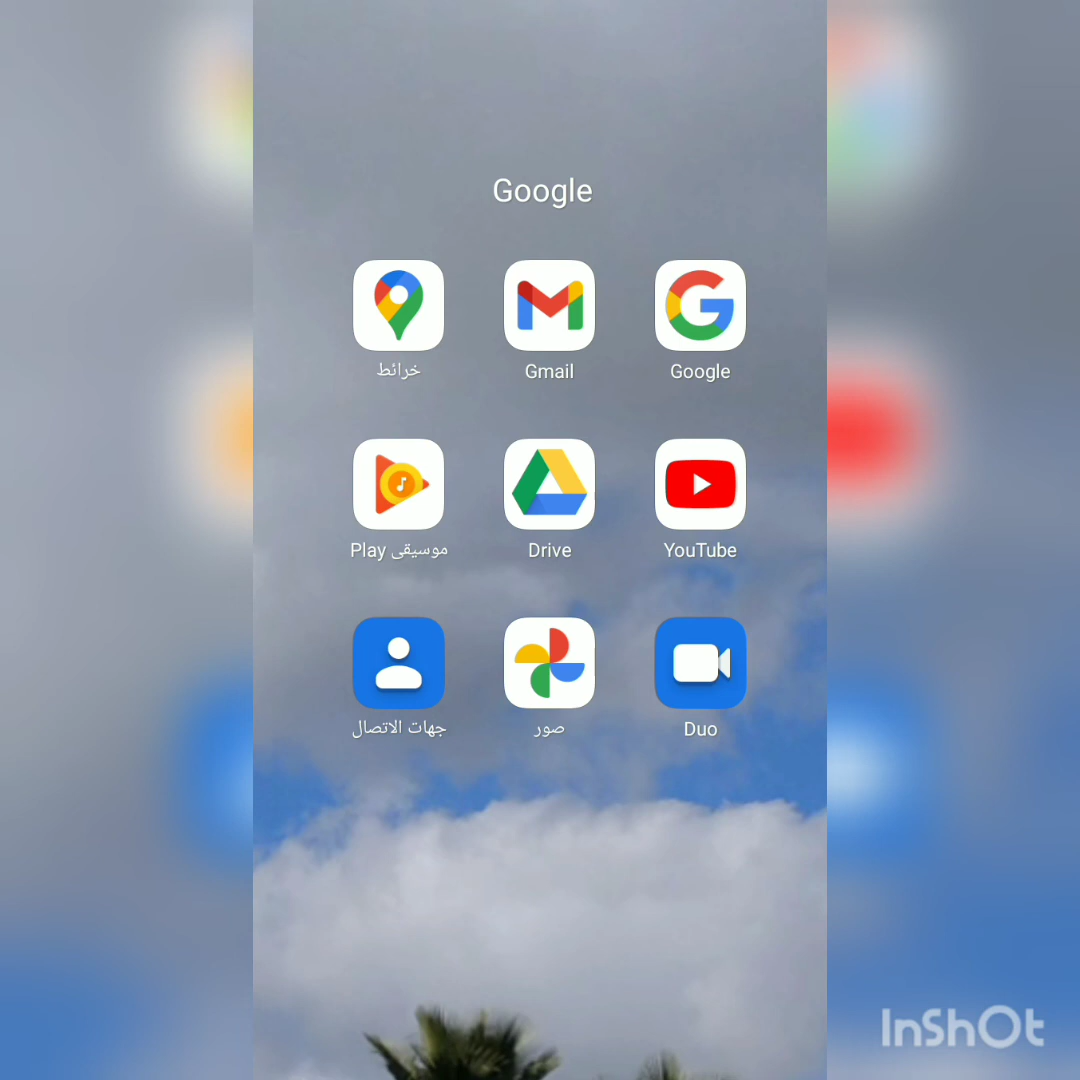 Google
خرائط
Gmail
Google
موسيقى Play
Drive
YouTube
جهات الاتصال
صور
Duo
InShOt